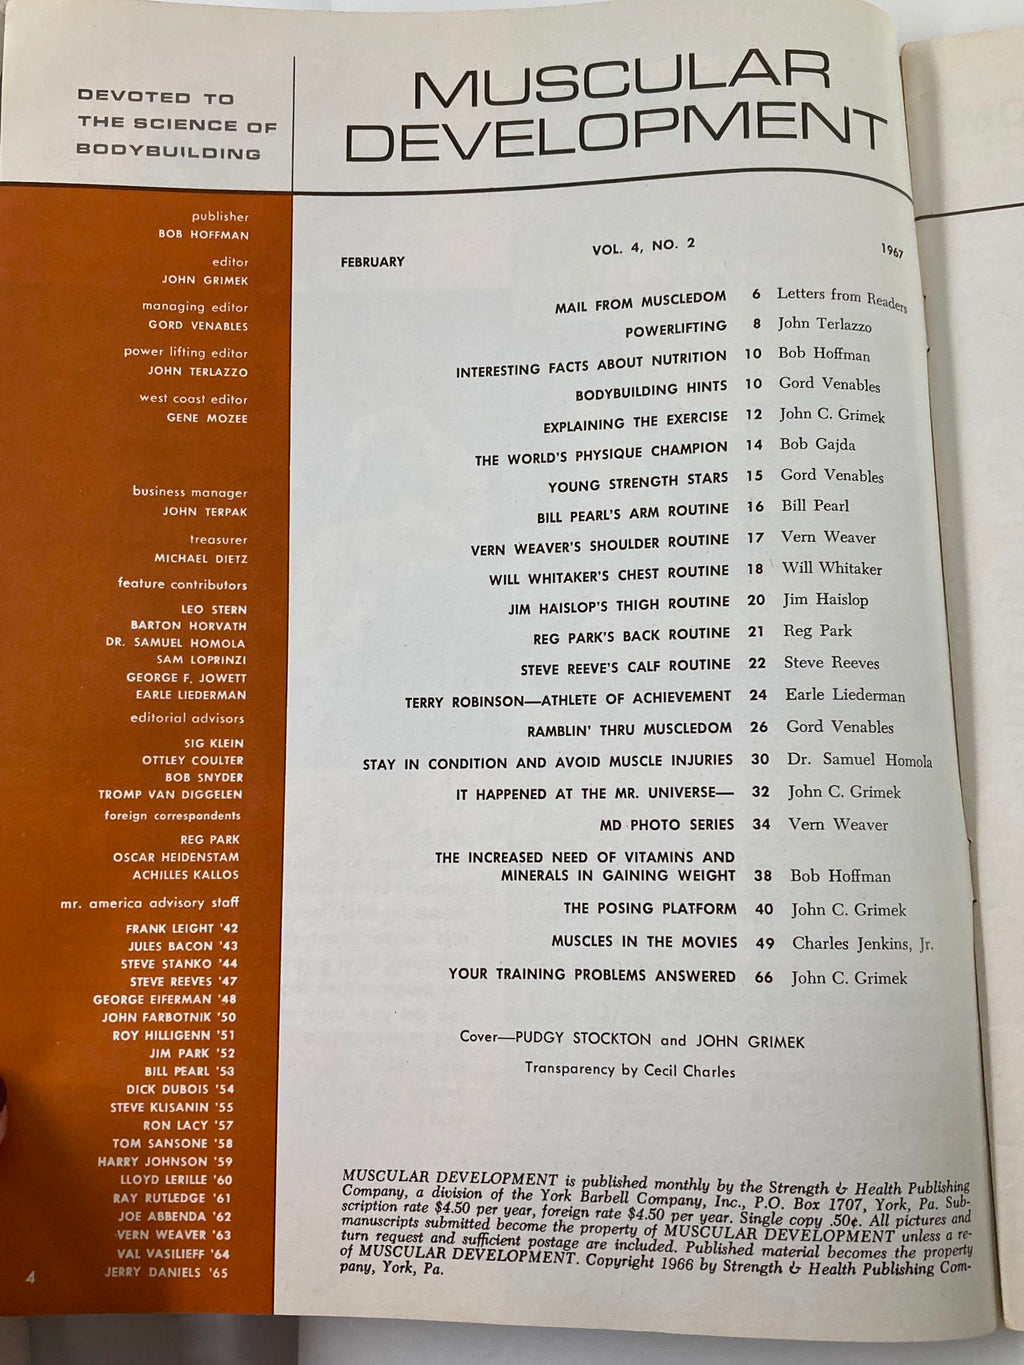 DEVOTED TO
THE SCIENCE OF
BODYBUILDING
MUSCULAR
DEVELOPMENT
publisher
BOB HOFFMAN
editor
JOHN GRIMEK
managing editor
GORD VENABLES
power lifting editor
JOHN TERLAZZO
west coast editor
GENE MOZEE
business manager
JOHN TERPAK
treasurer
MICHAEL DIETZ
feature contributors
LEO STERN
BARTON HORVATH
DR. SAMUEL HOMOLA
SAM LOPRINZI
GEORGE F. JOWETT
EARLE LIEDERMAN
editorial advisors
SIG KLEIN
OTTLEY COULTER
BOB SNYDER
TROMP VAN DIGGELEN
foreign correspondents
REG PARK
OSCAR HEIDENSTAM
ACHILLES KALLOS
mr. america advisory staff
FRANK LEIGHT '42
JULES BACON '43
STEVE STANKO '44
STEVE REEVES '47
GEORGE EIFERMAN '48
JOHN FARBOTNIK '50
ROY HILLIGENN '51
JIM PARK '52
BILL PEARL '53
DICK DUBOIS '54
STEVE KLISANIN '55
RON LACY '57
TOM SANSONE '58
HARRY JOHNSON '59
LLOYD LERILLE '60
RAY RUTLEDGE '61
JOE ABBENDA '62
VERN WEAVER '63
VAL VASILIEFF '64
JERRY DANIELS '65
4
FEBRUARY VOL. 4, NO. 2 1967
MAIL FROM MUSCLEDOM 6 Letters from Readers
POWERLIFTING 8 John Terlazzo
INTERESTING FACTS ABOUT NUTRITION 10 Bob Hoffman
BODYBUILDING HINTS 10 Gord Venables
EXPLAINING THE EXERCISE 12 John C. Grimek
THE WORLD'S PHYSIQUE CHAMPION 14 Bob Gajda
YOUNG STRENGTH STARS 15 Gord Venables
BILL PEARL'S ARM ROUTINE 16 Bill Pearl
VERN WEAVER'S SHOULDER ROUTINE 17 Vern Weaver
WILL WHITAKER'S CHEST ROUTINE 18 Will Whitaker
JIM HAISLOP'S THIGH ROUTINE 20 Jim Haislop
REG PARK'S BACK ROUTINE 21 Reg Park
STEVE REEVE'S CALF ROUTINE 22 Steve Reeves
TERRY ROBINSON—ATHLETE OF ACHIEVEMENT 24 Earle Liederman
RAMBLIN' THRU MUSCLEDOM 26 Gord Venables
STAY IN CONDITION AND AVOID MUSCLE INJURIES 30 Dr. Samuel Homola
IT HAPPENED AT THE MR. UNIVERSE— 32 John C. Grimek
MD PHOTO SERIES 34 Vern Weaver
THE INCREASED NEED OF VITAMINS AND
MINERALS IN GAINING WEIGHT 38 Bob Hoffman
THE POSING PLATFORM 40 John C. Grimek
MUSCLES IN THE MOVIES 49 Charles Jenkins, Jr.
YOUR TRAINING PROBLEMS ANSWERED 66 John C. Grimek
Cover—PUDGY STOCKTON and JOHN GRIMEK
Transparency by Cecil Charles
MUSCULAR DEVELOPMENT is published monthly by the Strength & Health Publishing
Company, a division of the York Barbell Company, Inc., P.O. Box 1707, York, Pa. Sub-
scription rate $4.50 per year, foreign rate $4.50 per year. Single copy .50¢. All pictures and
manuscripts submitted become the property of MUSCULAR DEVELOPMENT unless a re-
turn request and sufficient postage are included. Published material becomes the property
of MUSCULAR DEVELOPMENT. Copyright 1966 by Strength & Health Publishing Com-
pany, York, Pa.